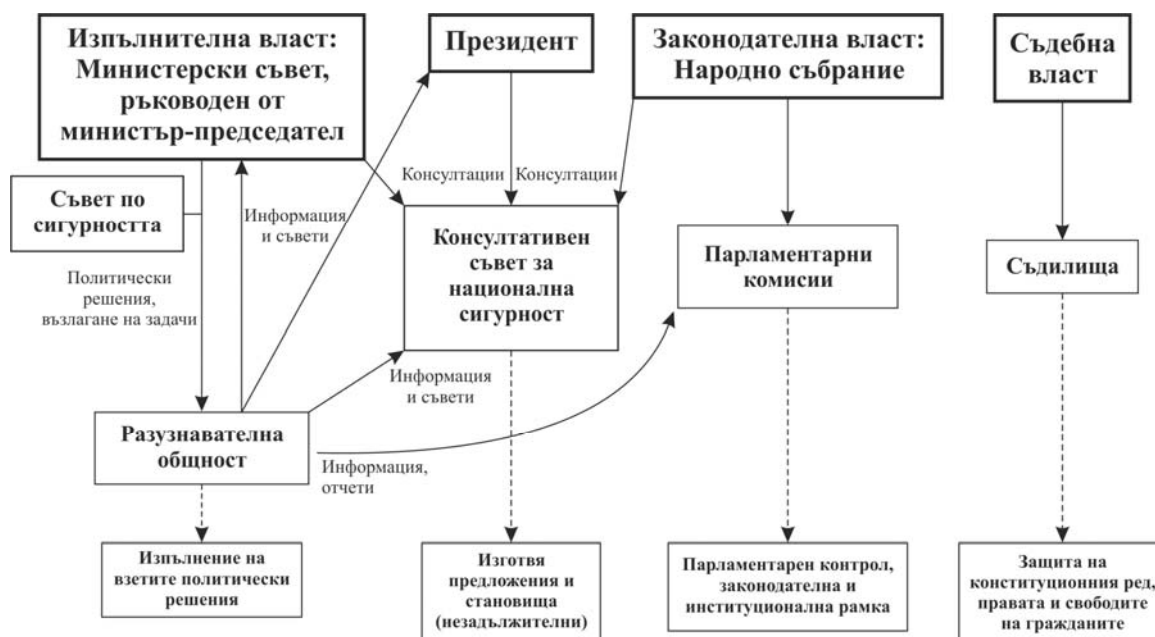 Изпълнителна власт:
Министерски съвет,
ръководен от
министър-председател
Президент
Законодателна власт:
Народно събрание
Съдебна
власт
Съвет по
сигурността
Информация
и съвети
Консултации
Консултации
Политически
решения,
възлагане на задачи
Консултативен
съвет за
национална
сигурност
Парламентарни
комисии
Съдилища
Информация
и съвети
Разузнавателна
общност
Информация,
отчети
Изпълнение на
взетите политически
решения
Изготвя
предложения и
становища
(незадължителни)
Парламентарен контрол,
законодателна и
институционална рамка
Защита на
конституционния ред,
правата и свободите
на гражданите